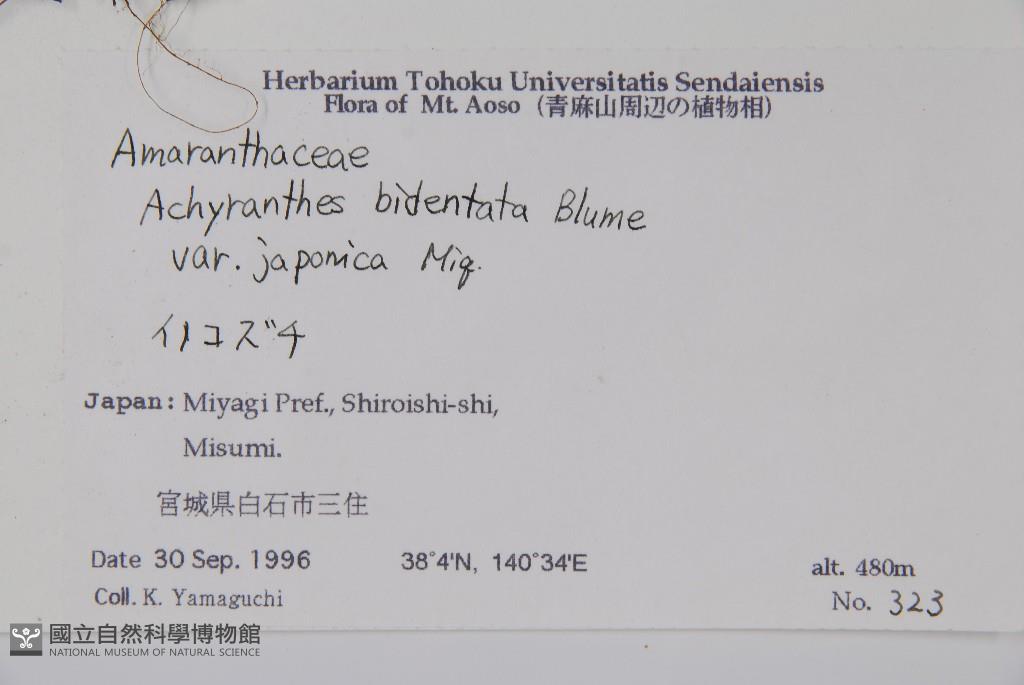 Herbarium Tohoku Universitatis Sendaiensis
Flora of Mt. Aoso (青麻山周辺の植物相)
Amaranthaceae
Achyranthes bidentata Blume
var. japonica Miq.
イノコズチ
Japan: Miyagi Pref., Shiroishi-shi,
Misumi.
宮城県白石市三住
Date 30 Sep. 1996 38°4'N, 140°34'E alt. 480m
Coll. K. Yamaguchi No. 323
國立自然科學博物館
NATIONAL MUSEUM OF NATURAL SCIENCE